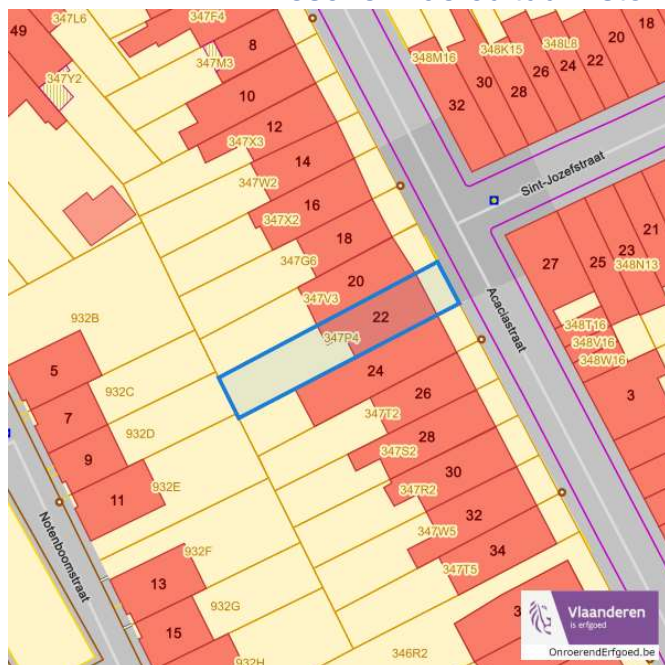 49
347L6
347F4
8
347M3
347Y2
10
12
347X3
14
347W2
16
347X2
18
347G6
20
347V3
22
347P4
24
26
347T2
28
347S2
30
347R2
32
347W5
34
347T5
346R2
932B
5
932C
7
932D
9
11
932E
932F
13
932G
15
932H
Notenboomstraat
Acaciastraat
Sint-Jozefstraat
348M16
32
30
348K15
28
26
348L8
24
22
20
18
27
25
23
21
348N13
348T16
348V16
348W16
3
Vlaanderen
is erfgoed
OnroerendErfgoed.be